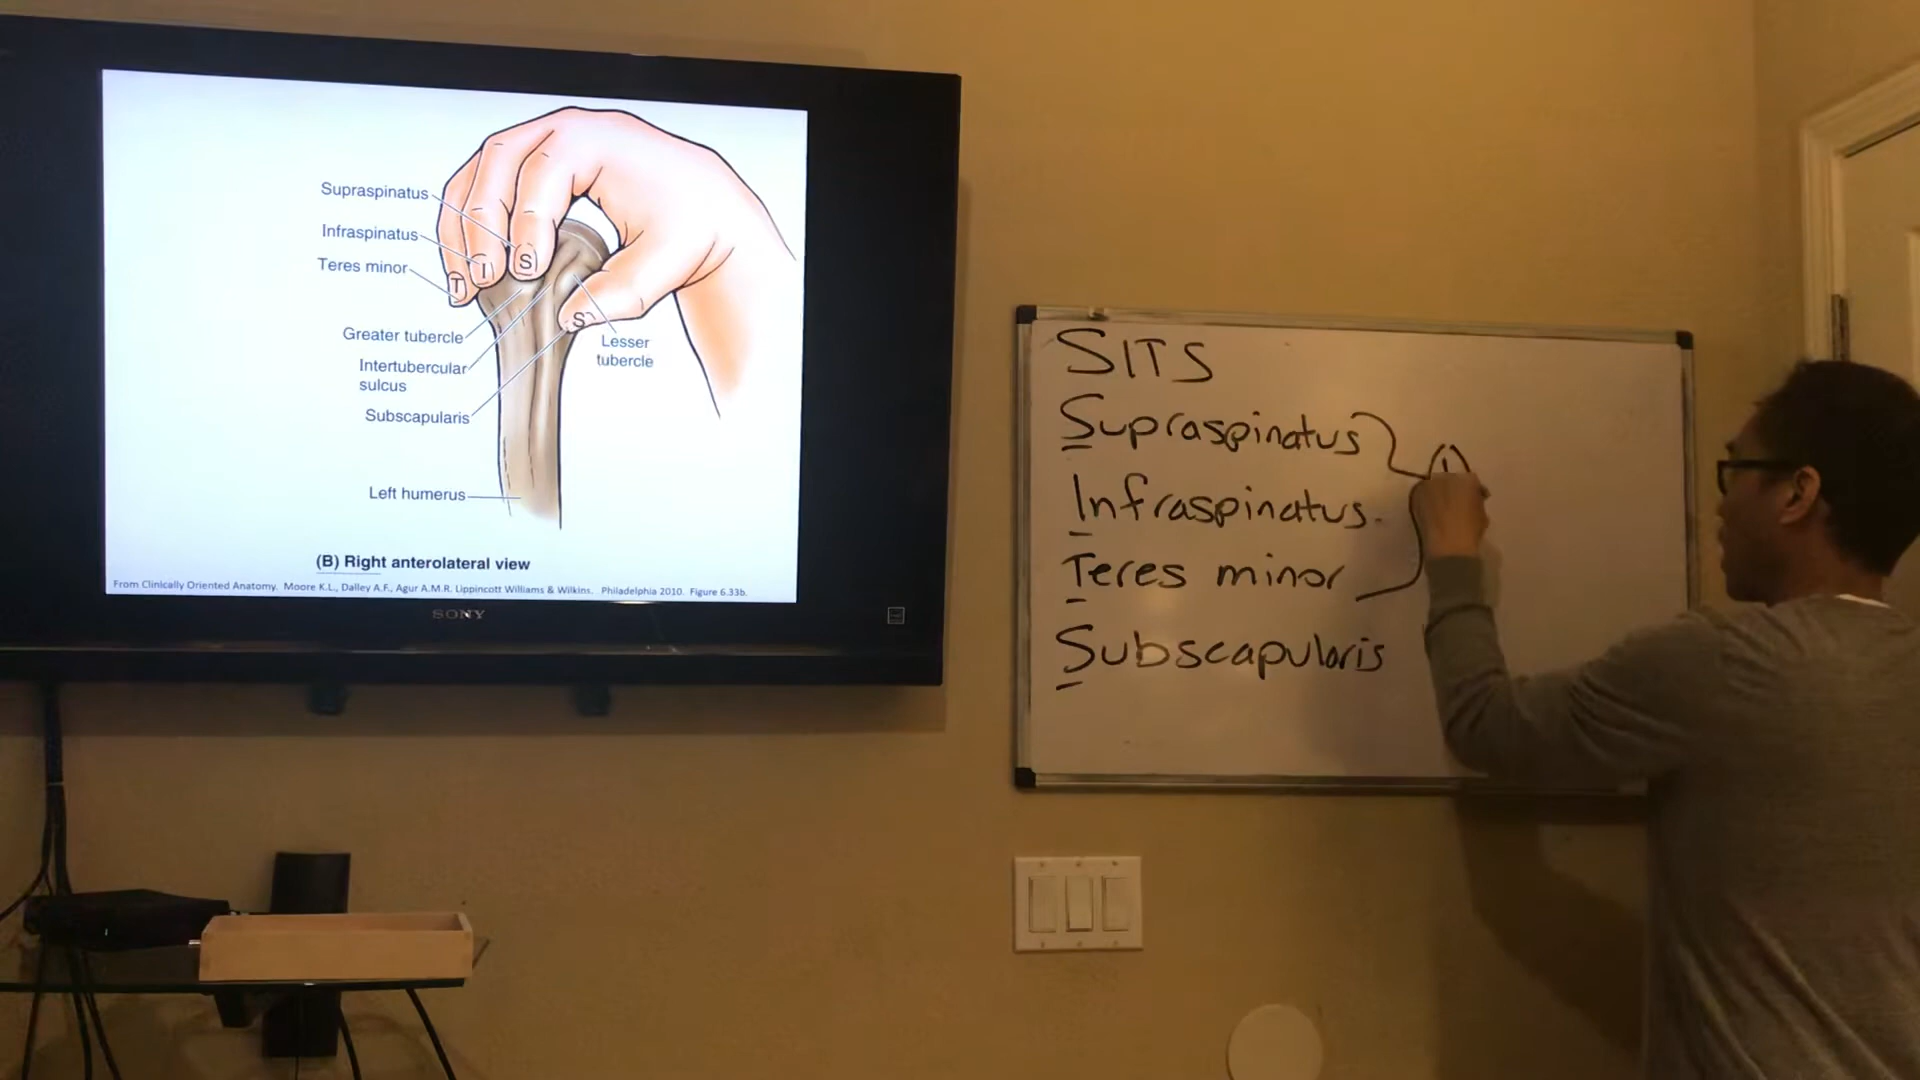 Supraspinatus
Infraspinatus
Teres minor
T
I
S
S
Greater tubercle
Lesser
tubercle
Intertubercular
sulcus
Subscapularis
Left humerus
(B) Right anterolateral view
From Clinically Oriented Anatomy. Moore K.L., Dalley A.F., Agur A.M.R. Lippincott Williams & Wilkins. Philadelphia 2010. Figure 6.33b.
SONY
SITS
Supraspinatus
Infraspinatus.
Teres minor
Subscapularis